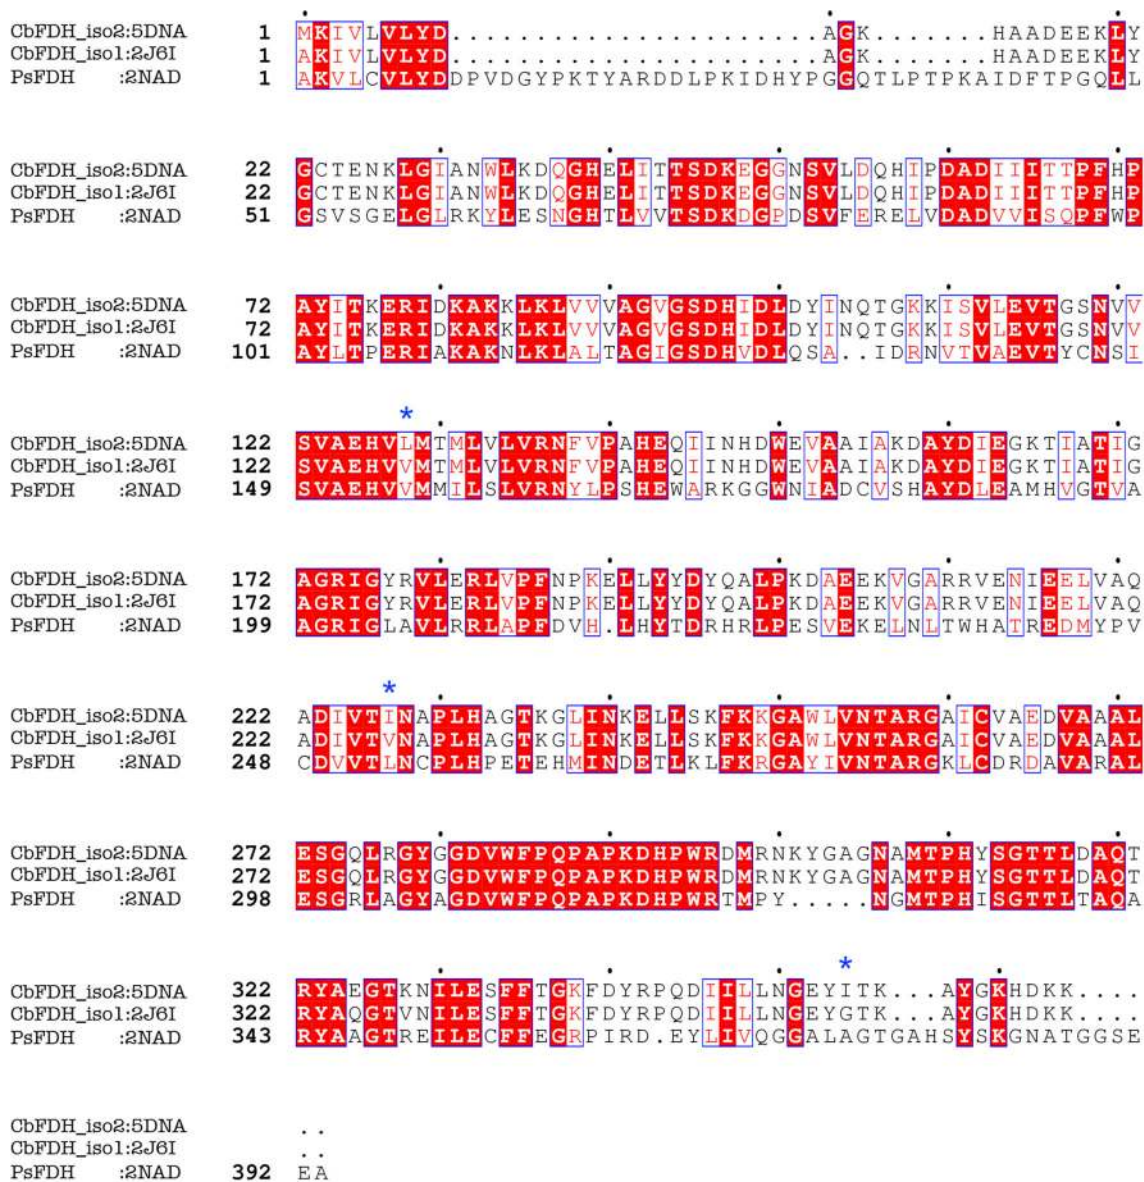 CbFDH_iso2:5DNA 1 MKIVLVLYD......................AGK.......HAADEEKLY
CbFDH_iso1:2J6I 1 AKIVLVLYD......................AGK.......HAADEEKLY
PsFDH :2NAD 1 AKVLCVLYDDPVDGYPKTYARDDLPKIDHYPGGQTLPTPKAIDFTPGQLL
CbFDH_iso2:5DNA 22 GCTENKLGIANWLKDQGHELITTSDKEGGNSVLDQHIPDADIIITTPFHP
CbFDH_iso1:2J6I 22 GCTENKLGIANWLKDQGHELITTSDKEGGNSVLDQHIPDADIIITTPFHP
PsFDH :2NAD 51 GSVSGELGLRKYLESNGHTLVVTSDKDGPDSVFERELVDADVVISQPFWP
CbFDH_iso2:5DNA 72 AYITKERIDKAKKLKLVVVAGVGSDHIDLDYINQTGKKISVLEVTGSNVV
CbFDH_iso1:2J6I 72 AYITKERIDKAKKLKLVVVAGVGSDHIDLDYINQTGKKISVLEVTGSNVV
PsFDH :2NAD 101 AYLTPERIAKAKNLKLALTAGIGSDHVDLQSA..IDRNVTVAEVTYCNSI
*
CbFDH_iso2:5DNA 122 SVAEHVLMTMLVLVRNFVPAHEQIINHDWEVAAIAKDAYDIEGKTIATIG
CbFDH_iso1:2J6I 122 SVAEHVVMTMLVLVRNFVPAHEQIINHDWEVAAIAKDAYDIEGKTIATIG
PsFDH :2NAD 149 SVAEHVVMMILSLVRNYLPSHEWARKGGWNIADCVSHAYDLEAMHVGTVA
CbFDH_iso2:5DNA 172 AGRIGYRVLERLVPFNPKELLYYDYQALPKDAEEKVGARRVENIEELVAQ
CbFDH_iso1:2J6I 172 AGRIGYRVLERLVPFNPKELLYYDYQALPKDAEEKVGARRVENIEELVAQ
PsFDH :2NAD 199 AGRIGLAVLRRLAPFDVH.LHYTDRHRLPESVEKELNLTWHATREDMYPV
*
CbFDH_iso2:5DNA 222 ADIVTINAPLHAGTKGLINKELLSKFKKGAWLVNTARGAICVAEDVAAAL
CbFDH_iso1:2J6I 222 ADIVTVNAPLHAGTKGLINKELLSKFKKGAWLVNTARGAICVAEDVAAAL
PsFDH :2NAD 248 CDVVTLNCPLHPETEHMINDETLKLFKRGAYIVNTARGKLCDRDAVARAL
CbFDH_iso2:5DNA 272 ESGQLRGYGGDVWFPQPAPKDHPWRDMRNKYGAGNAMTPHYSGTTLDAQT
CbFDH_iso1:2J6I 272 ESGQLRGYGGDVWFPQPAPKDHPWRDMRNKYGAGNAMTPHYSGTTLDAQT
PsFDH :2NAD 298 ESGRLAGYAGDVWFPQPAPKDHPWRTMPY.....NGMTPHISGTTLTAQA
*
CbFDH_iso2:5DNA 322 RYAEGTKNILESFFTGKFDYRPQDIILLNGEYITK...AYGKHDKK....
CbFDH_iso1:2J6I 322 RYAQGTVNILESFFTGKFDYRPQDIILLNGEYGTK...AYGKHDKK....
PsFDH :2NAD 343 RYAAGTREILECFFEGRPIRD.EYLIVQGGALAGTGAHSYSKGNATGGSE
CbFDH_iso2:5DNA ..
CbFDH_iso1:2J6I ..
PsFDH :2NAD 392 EA